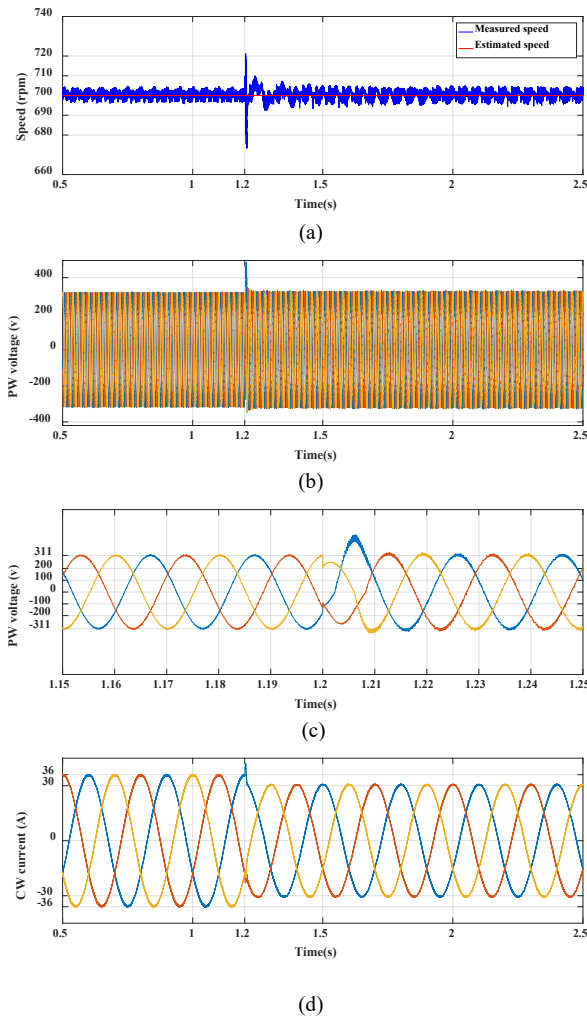 740
720
700
690
680
660
Speed (rpm)
Measured speed
Estimated speed
0.5 1 1.2 1.5 2 2.5
Time(s)
(a)
400
200
0
-200
-400
PW voltage (v)
0.5 1 1.2 1.5 2 2.5
Time(s)
(b)
311
200
100
0
-100
-200
-311
PW voltage (v)
1.15 1.16 1.17 1.18 1.19 1.2 1.21 1.22 1.23 1.24 1.25
Time(s)
(c)
36
30
0
-30
-36
CW current (A)
0.5 1 1.2 1.5 2 2.5
Time(s)
(d)